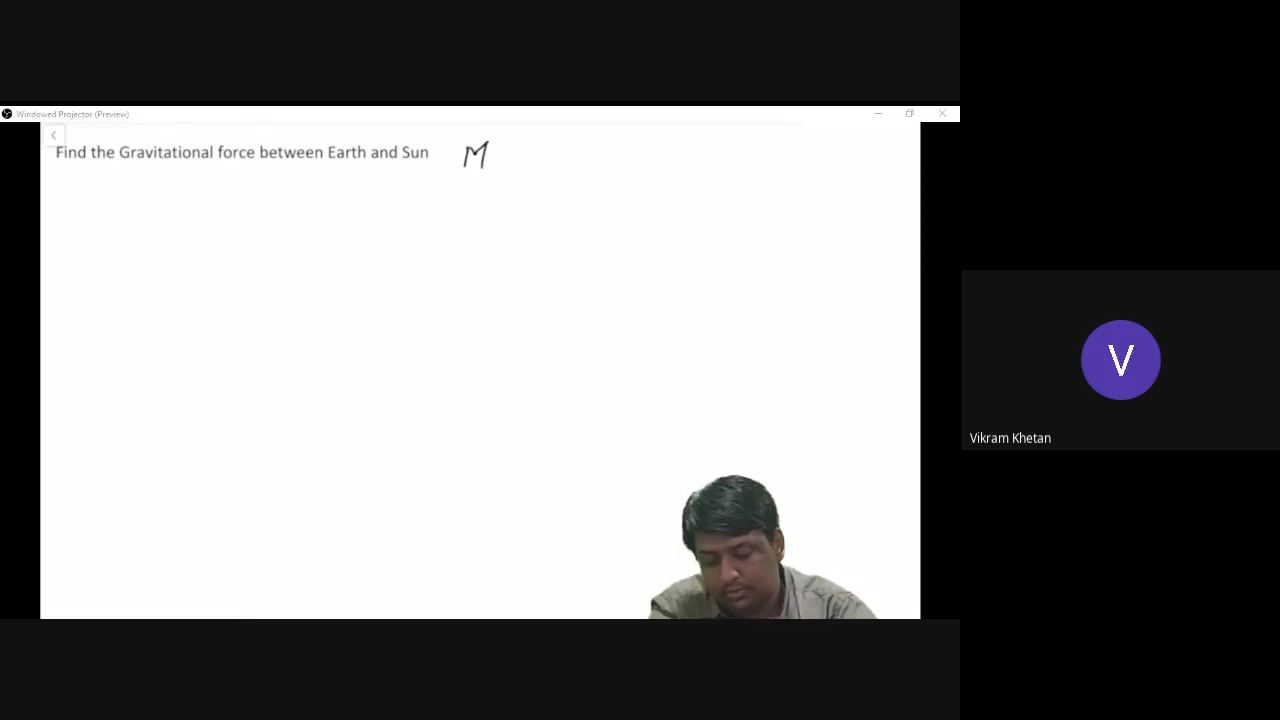 Windowed Projector (Preview)
Find the Gravitational force between Earth and Sun M
V
Vikram Khetan